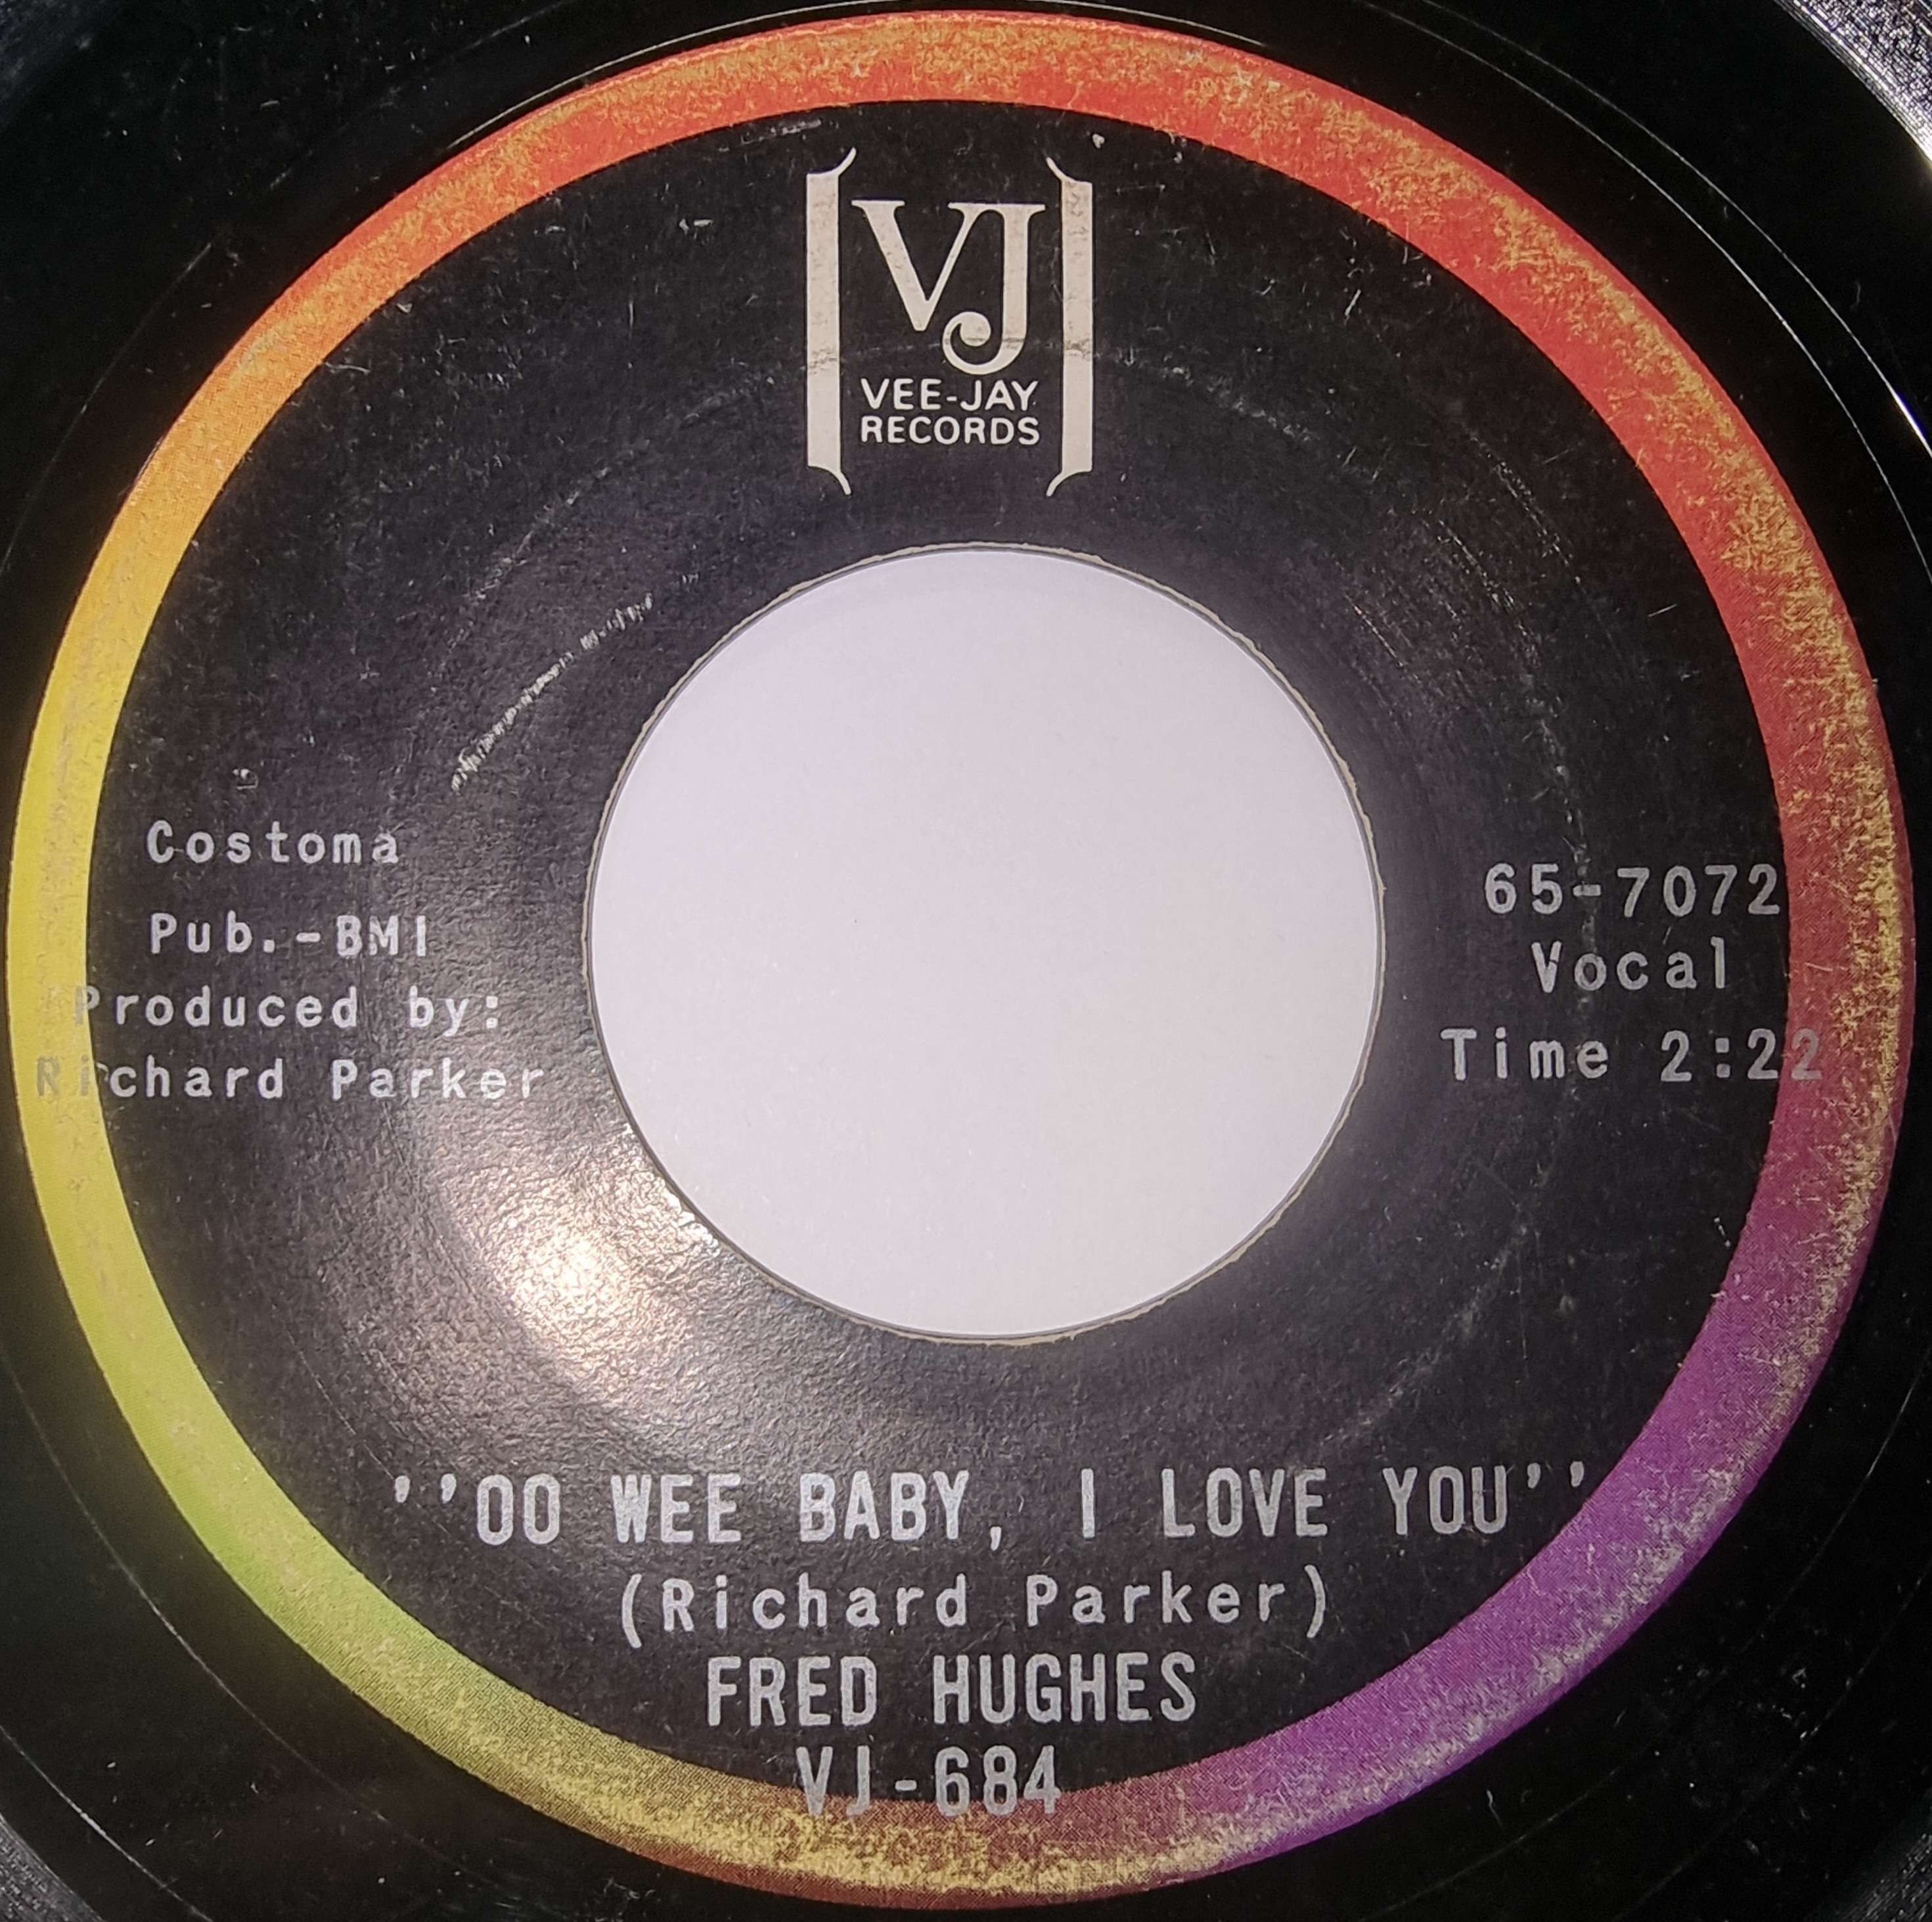 VJ
VEE-JAY
RECORDS
Costoma
Pub.-BMI
Produced by:
Richard Parker
65-7072
Vocal
Time 2:22
''OO WEE BABY, I LOVE YOU''
(Richard Parker)
FRED HUGHES
VJ-684